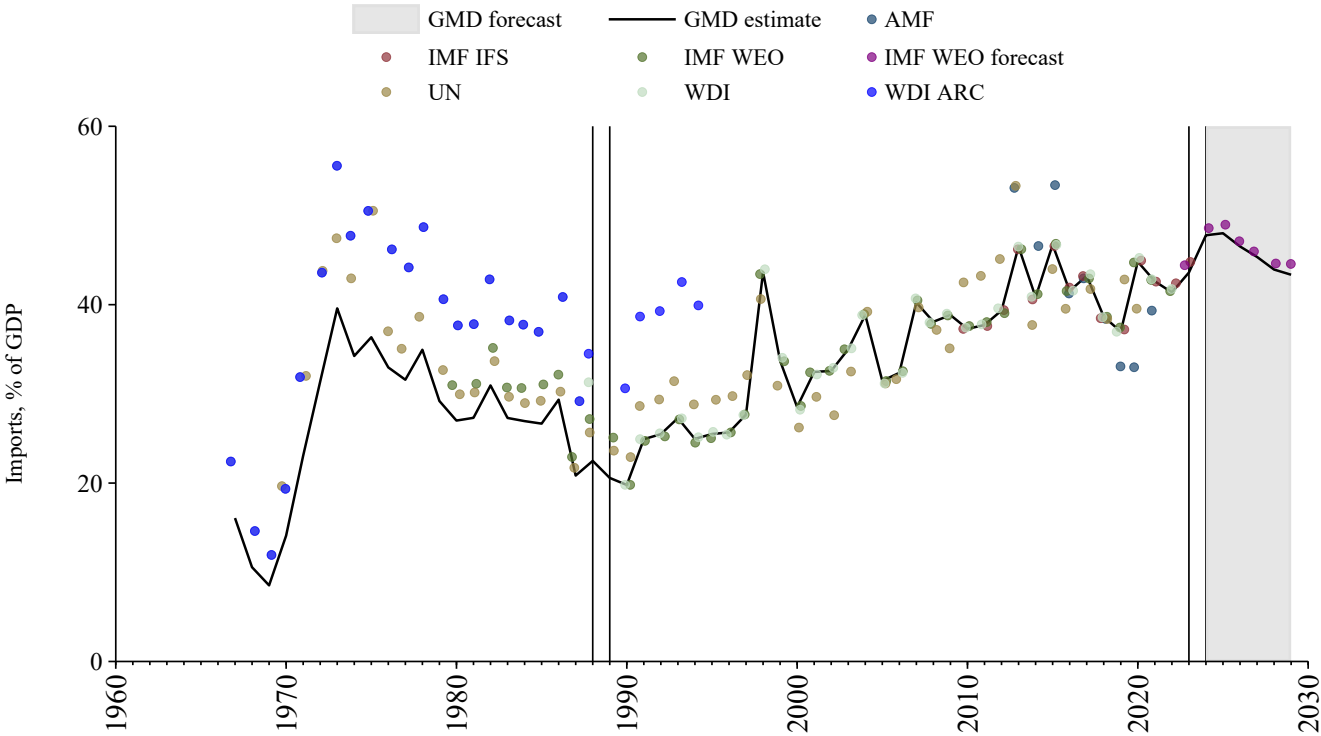 GMD forecast GMD estimate AMF
IMF IFS IMF WEO IMF WEO forecast
UN WDI WDI ARC
Imports, % of GDP
60
40
20
0
1960 1970 1980 1990 2000 2010 2020 2030